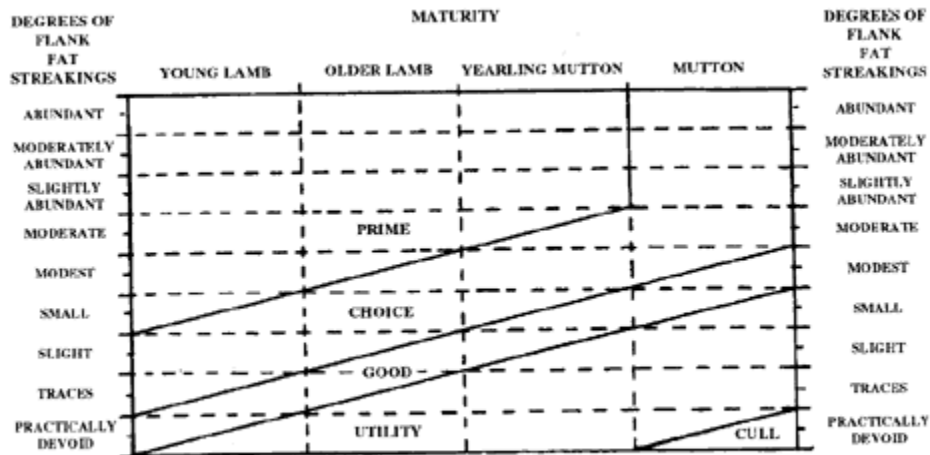 MATURITY
DEGREES OF
FLANK
FAT
STREAKINGS
YOUNG LAMB
OLDER LAMB
YEARLING MUTTON
MUTTON
DEGREES OF
FLANK
FAT
STREAKINGS
ABUNDANT
ABUNDANT
MODERATELY
ABUNDANT
MODERATELY
ABUNDANT
SLIGHTLY
ABUNDANT
SLIGHTLY
ABUNDANT
MODERATE
PRIME
MODERATE
MODEST
MODEST
SMALL
CHOICE
SMALL
SLIGHT
SLIGHT
GOOD
TRACES
TRACES
PRACTICALLY
DEVOID
UTILITY
CULL
PRACTICALLY
DEVOID